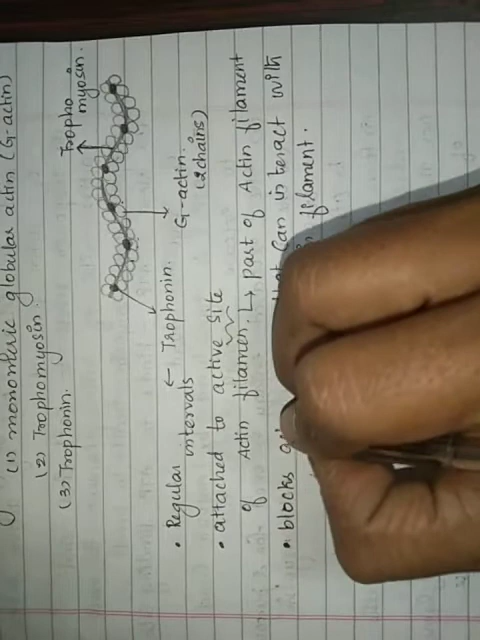 (1) monomeric globular actin (G-actin)
(2) Trophomyosin.
(3) Trophonin.
Tropho
myosin.
G-actin.
(2 chains)
• Regular ← Trophonin.
intervals
• attached to active site
of Actin filamen. ↳ part of Actin filament
• blocks can interact with
filament.